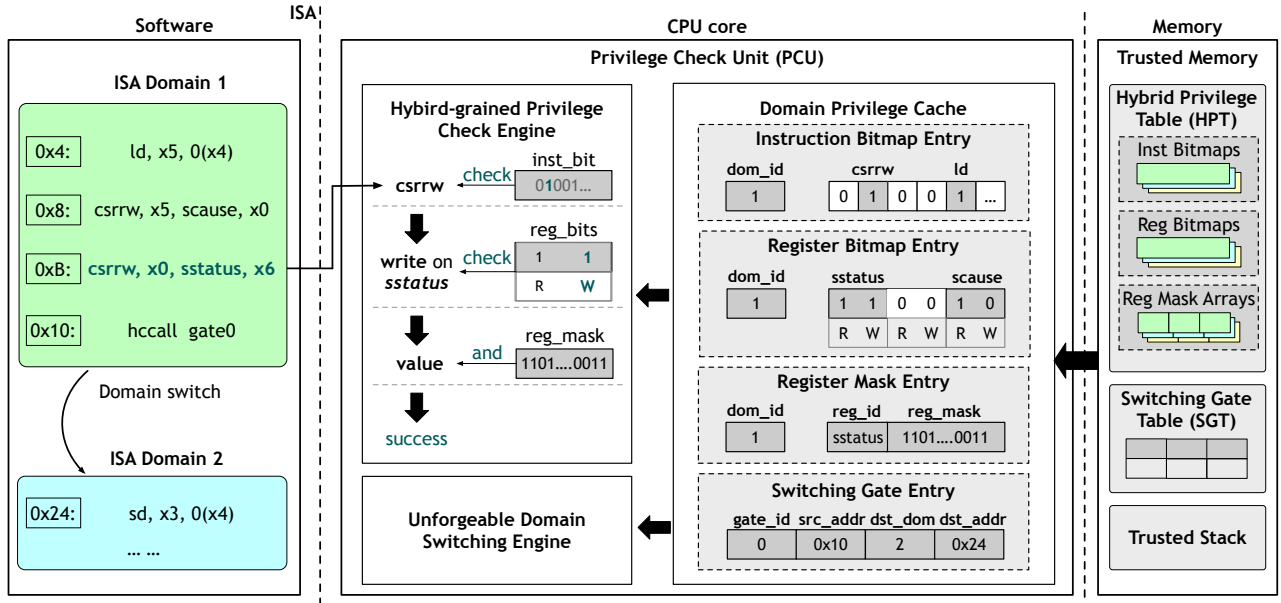 ISA
Software
CPU core
Memory
ISA Domain 1
0x4: ld, x5, 0(x4)
0x8: csrrw, x5, scause, x0
0xB: csrrw, x0, sstatus, x6
0x10: hccall gate0
Domain switch
ISA Domain 2
0x24: sd, x3, 0(x4)
... ...
Privilege Check Unit (PCU)
Hybird-grained Privilege
Check Engine
inst_bit
csrrw check 01001...
reg_bits
write on check 1 1
sstatus R W
reg_mask
value and 1101....0011
success
Unforgeable Domain
Switching Engine
Domain Privilege Cache
Instruction Bitmap Entry
dom_id csrrw ld
1 0 1 0 0 1 ...
Register Bitmap Entry
dom_id sstatus scause
1 1 1 0 0 1 0
R W R W R W
Register Mask Entry
dom_id reg_id reg_mask
1 sstatus 1101....0011
Switching Gate Entry
gate_id src_addr dst_dom dst_addr
0 0x10 2 0x24
Trusted Memory
Hybrid Privilege
Table (HPT)
Inst Bitmaps
Reg Bitmaps
Reg Mask Arrays
Switching Gate
Table (SGT)
Trusted Stack